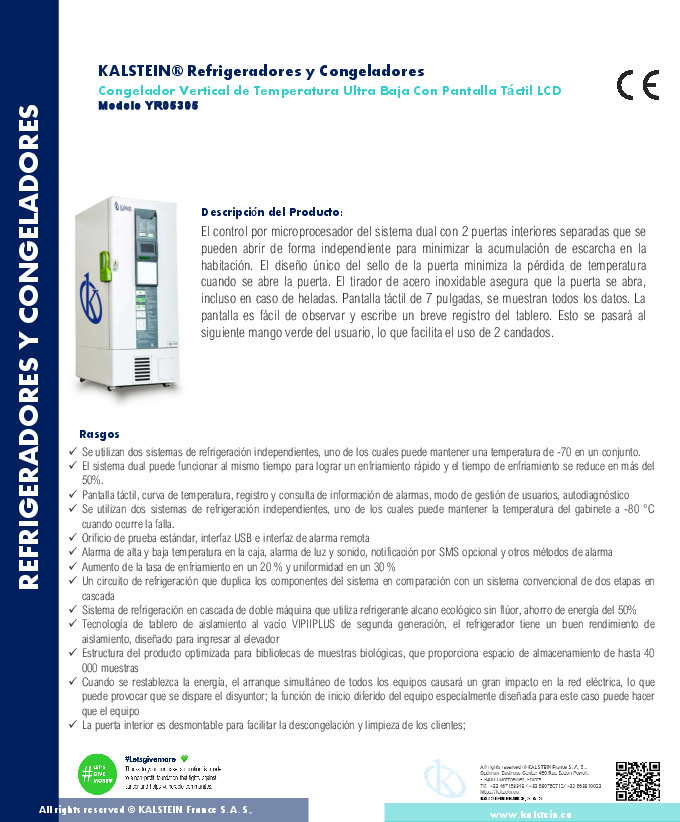 REFRIGERADORES Y CONGELADORES
KALSTEIN® Refrigeradores y Congeladores
Congelador Vertical de Temperatura Ultra Baja Con Pantalla Táctil LCD
Modelo YR05305
CE
Descripción del Producto:
El control por microprocesador del sistema dual con 2 puertas interiores separadas que se
pueden abrir de forma independiente para minimizar la acumulación de escarcha en la
habitación. El diseño único del sello de la puerta minimiza la pérdida de temperatura
cuando se abre la puerta. El tirador de acero inoxidable asegura que la puerta se abra,
incluso en caso de heladas. Pantalla táctil de 7 pulgadas, se muestran todos los datos. La
pantalla es fácil de observar y escribe un breve registro del tablero. Esto se pasará al
siguiente mango verde del usuario, lo que facilita el uso de 2 candados.
Rasgos
✓ Se utilizan dos sistemas de refrigeración independientes, uno de los cuales puede mantener una temperatura de -70 en un conjunto.
✓ El sistema dual puede funcionar al mismo tiempo para lograr un enfriamiento rápido y el tiempo de enfriamiento se reduce en más del
50%.
✓ Pantalla táctil, curva de temperatura, registro y consulta de información de alarmas, modo de gestión de usuarios, autodiagnóstico
✓ Se utilizan dos sistemas de refrigeración independientes, uno de los cuales puede mantener la temperatura del gabinete a -80 °C
cuando ocurre la falla.
✓ Orificio de prueba estándar, interfaz USB e interfaz de alarma remota
✓ Alarma de alta y baja temperatura en la caja, alarma de luz y sonido, notificación por SMS opcional y otros métodos de alarma
✓ Aumento de la tasa de enfriamiento en un 20 % y uniformidad en un 30 %
✓ Un circuito de refrigeración que duplica los componentes del sistema en comparación con un sistema convencional de dos etapas en
cascada
✓ Sistema de refrigeración en cascada de doble máquina que utiliza refrigerante alcano ecológico sin flúor, ahorro de energía del 50%
✓ Tecnología de tablero de aislamiento al vacío VIPIIPLUS de segunda generación, el refrigerador tiene un buen rendimiento de
aislamiento, diseñado para ingresar al elevador
✓ Estructura del producto optimizada para bibliotecas de muestras biológicas, que proporciona espacio de almacenamiento de hasta 40
000 muestras
✓ Cuando se restablezca la energía, el arranque simultáneo de todos los equipos causará un gran impacto en la red eléctrica, lo que
puede provocar que se dispare el disyuntor; la función de inicio diferido del equipo especialmente diseñada para este caso puede hacer
que el equipo
✓ La puerta interior es desmontable para facilitar la descongelación y limpieza de los clientes;
# LET'S
GIVE
MORE
#Letsgivemore
All rights reserved © KALSTEIN France S.A.S.,
KALSTEIN FRANCE, S.A.S
All rights reserved © KALSTEIN France S.A.S.,
www.kalstein.eu